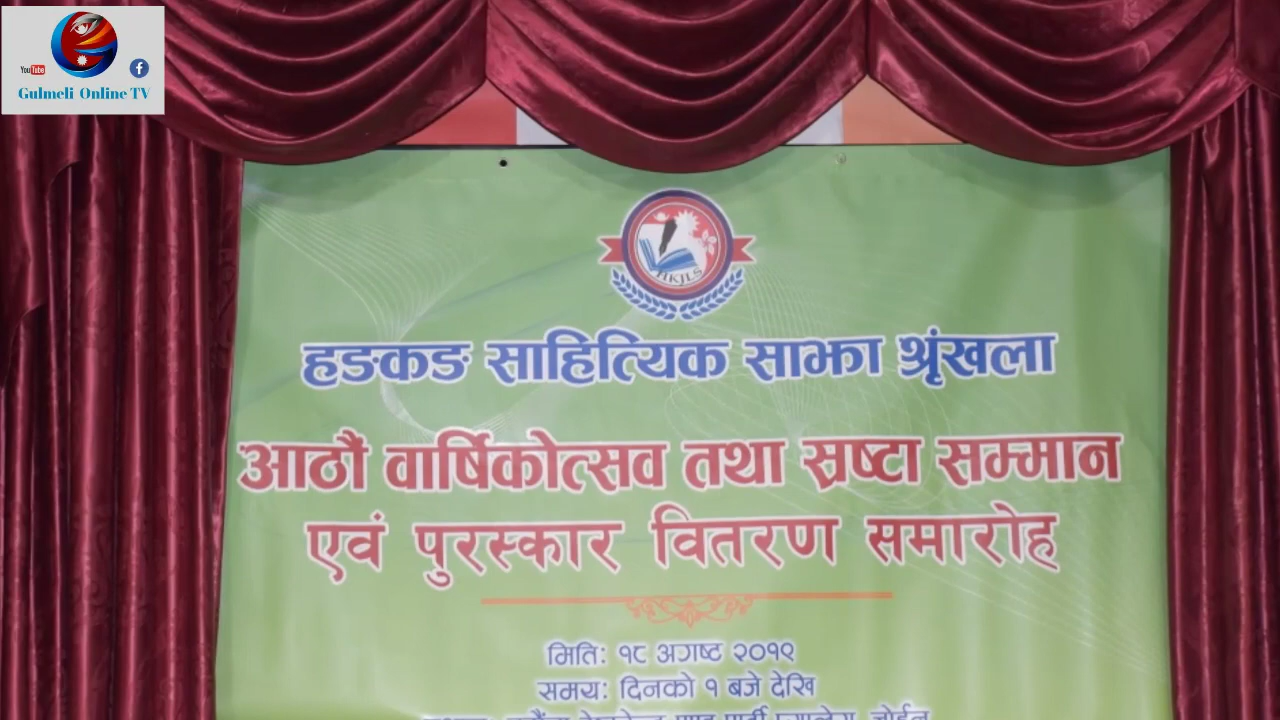 YouTube
Gulmeli Online TV
HKJLS
हङकङ साहित्यिक साझा श्रृंखला
आठौं वार्षिकोत्सव तथा स्रष्टा सम्मान
एवं पुरस्कार वितरण समारोह
मितिः १८ अगष्ट २०१९
समयः दिनको १ बजे देखि